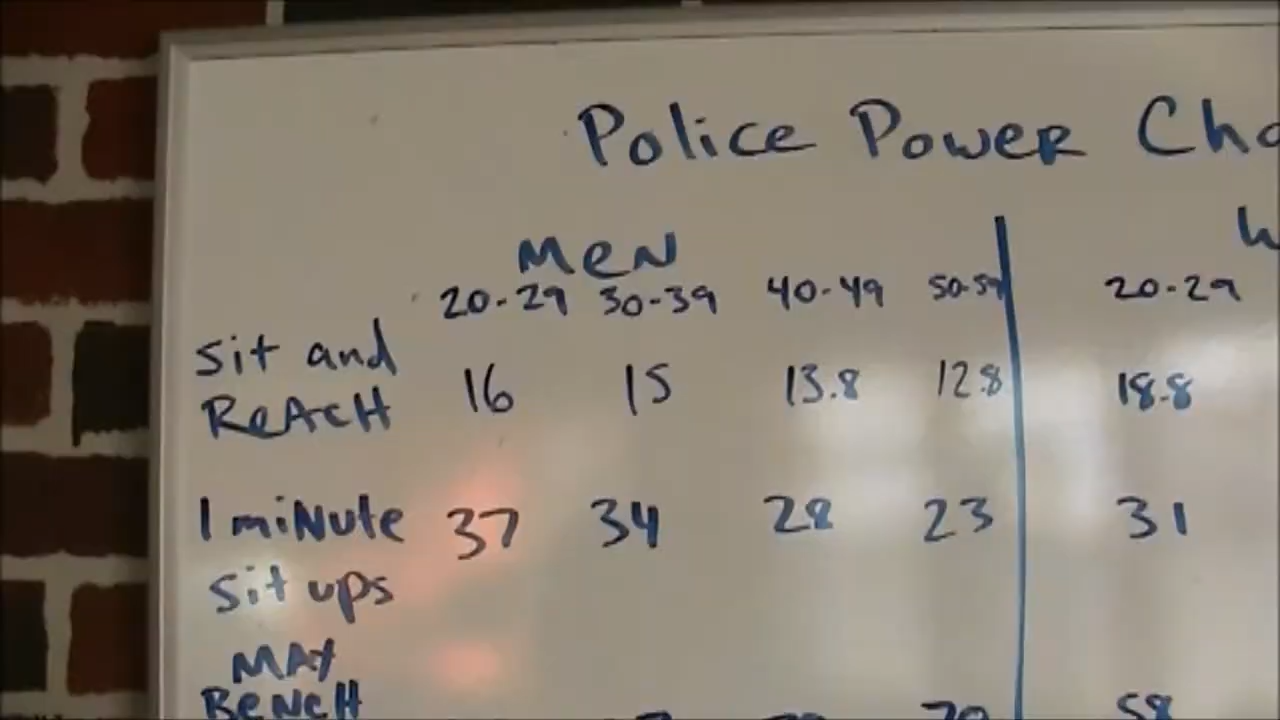 Police Power
Men
20-29 30-39 40-49 50-59 20-29
Sit and
Reach 16 15 13.8 12.8 18.8
1 miNute 37 34 28 23 31
Sit ups
MAX
BeNcH 58